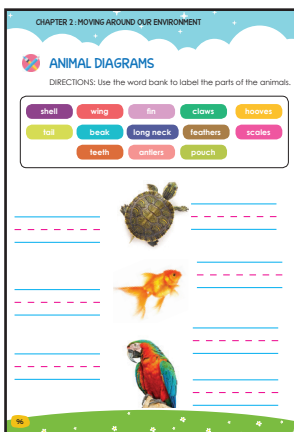 CHAPTER 2 : MOVING AROUND OUR ENVIRONMENT
ANIMAL DIAGRAMS
DIRECTIONS: Use the word bank to label the parts of the animals.
shell wing fin claws hooves
tail beak long neck feathers scales
teeth antlers pouch
96